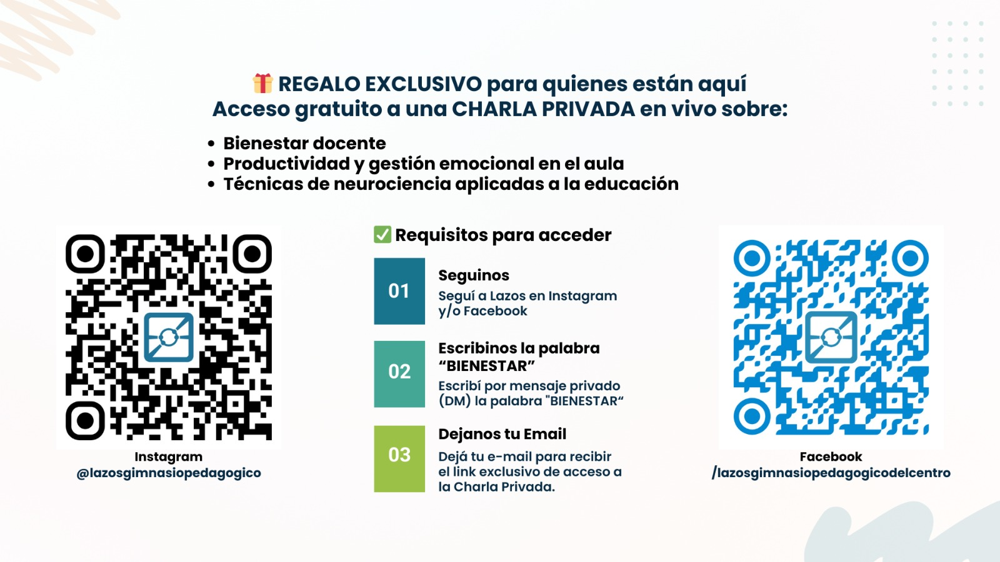 🎁 REGALO EXCLUSIVO para quienes están aquí
Acceso gratuito a una CHARLA PRIVADA en vivo sobre:
• Bienestar docente
• Productividad y gestión emocional en el aula
• Técnicas de neurociencia aplicadas a la educación
✅ Requisitos para acceder
01
Seguinos
Seguí a Lazos en Instagram
y/o Facebook
02
Escribinos la palabra
“BIENESTAR”
Escribí por mensaje privado
(DM) la palabra "BIENESTAR“
03
Dejanos tu Email
Dejá tu e-mail para recibir
el link exclusivo de acceso a
la Charla Privada.
Instagram
@lazosgimnasiopedagogico
Facebook
/lazosgimnasiopedagogicodelcentro